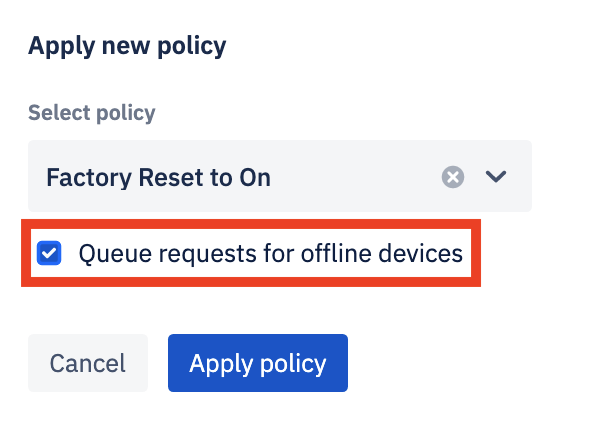 Apply new policy
Select policy
Factory Reset to On
Queue requests for offline devices
Cancel
Apply policy